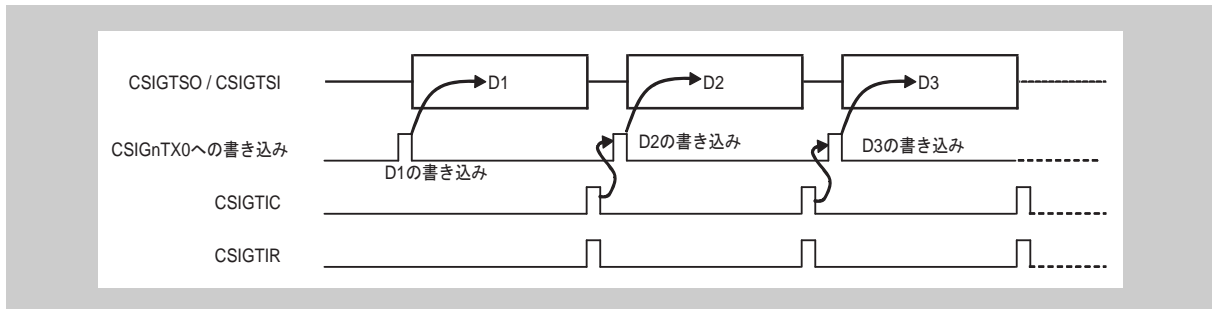 CSIGTSO / CSIGTSI
D1
D2
D3
CSIGnTX0への書き込み
D1の書き込み
D2の書き込み
D3の書き込み
CSIGTIC
CSIGTIR